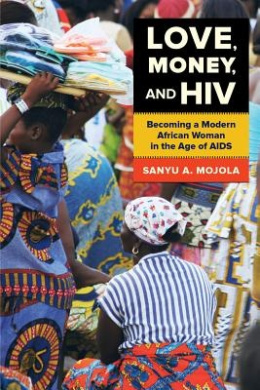 LOVE,
MONEY,
AND HIV
Becoming a Modern
African Woman
in the Age of AIDS
SANYU A. MOJOLA